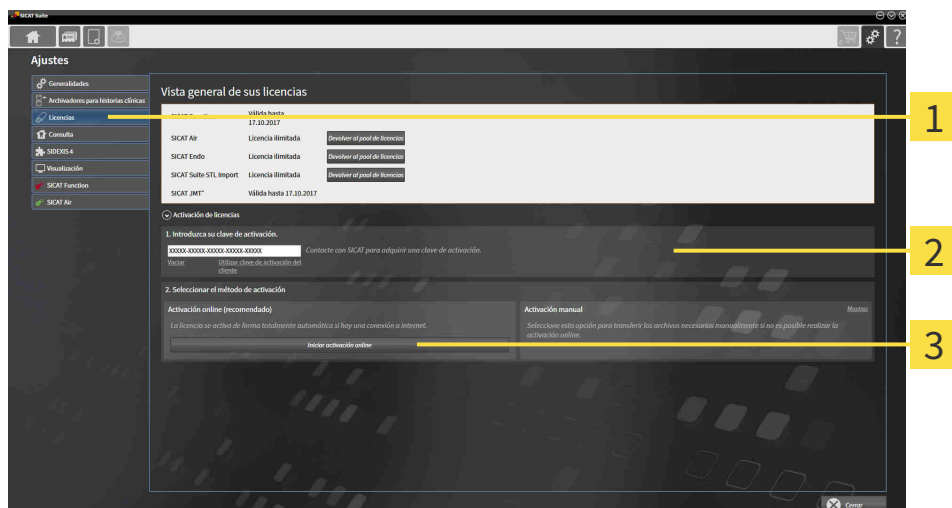 SICAT Suite
Ajustes
Generalidades
Archivadores para historias clínicas
Licencias
Consulta
SIDEXIS 4
Visualización
SICAT Function
SICAT Air
Vista general de sus licencias
Válida hasta
17.10.2017
SICAT Air Licencia ilimitada Devolver al pool de licencias
SICAT Endo Licencia ilimitada Devolver al pool de licencias
SICAT Suite STL Import Licencia ilimitada Devolver al pool de licencias
SICAT JMT+ Válida hasta 17.10.2017
Activación de licencias
1. Introduzca su clave de activación.
XXXXX-XXXXX-XXXXX-XXXXX-XXXXX Contacte con SICAT para adquirir una clave de activación.
Vaciar Utilizar clave de activación del
cliente
2. Seleccionar el método de activación
Activación online (recomendado)
La licencia se activa de forma totalmente automática si hay una conexión a Internet.
Iniciar activación online
Activación manual Mostrar
Seleccione esta opción para transferir los archivos necesarios manualmente si no es posible realizar la
activación online.
Cerrar
1
2
3